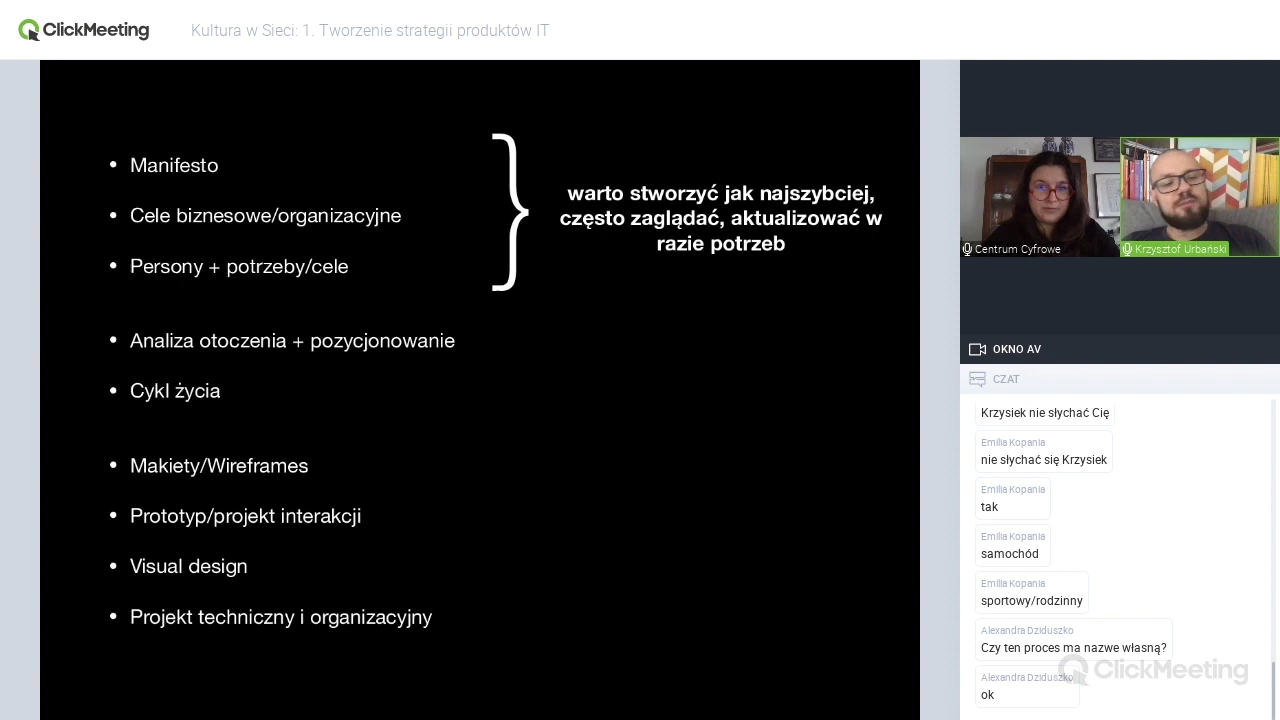 ClickMeeting
Kultura w Sieci: 1. Tworzenie strategii produktów IT
• Manifesto
• Cele biznesowe/organizacyjne
• Persony + potrzeby/cele
}
warto stworzyć jak najszybciej,
często zaglądać, aktualizować w
razie potrzeb
• Analiza otoczenia + pozycjonowanie
• Cykl życia
• Makiety/Wireframes
• Prototyp/projekt interakcji
• Visual design
• Projekt techniczny i organizacyjny
Centrum Cyfrowe
Krzysztof Urbański
OKNO AV
CZAT
Krzysiek nie słychać Cię
Emilia Kopania
nie słychać się Krzysiek
Emilia Kopania
tak
Emilia Kopania
samochód
Emilia Kopania
sportowy/rodzinny
Alexandra Dziduszko
Czy ten proces ma nazwe własną?
Alexandra Dziduszko
ok
ClickMeeting